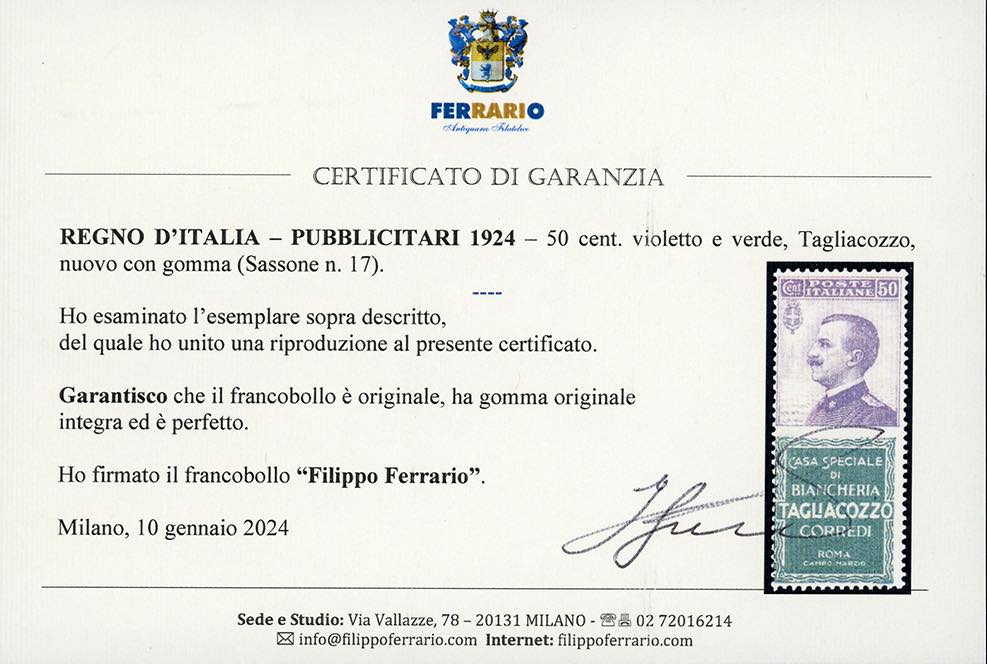 FERRARIO
Antiquario Filatelico
CERTIFICATO DI GARANZIA
REGNO D’ITALIA – PUBBLICITARI 1924 – 50 cent. violetto e verde, Tagliacozzo,
nuovo con gomma (Sassone n. 17).
----
Ho esaminato l’esemplare sopra descritto,
del quale ho unito una riproduzione al presente certificato.
Garantisco che il francobollo è originale, ha gomma originale
integra ed è perfetto.
Ho firmato il francobollo “Filippo Ferrario”.
Milano, 10 gennaio 2024
Cent POSTE 50
ITALIANE
CASA SPECIALE
DI
BIANCHERIA
TAGLIACOZZO
CORREDI
ROMA
CAMPO MARZIO
Sede e Studio: Via Vallazze, 78 – 20131 MILANO - 02 72016214
info@filippoferrario.com Internet: filippoferrario.com